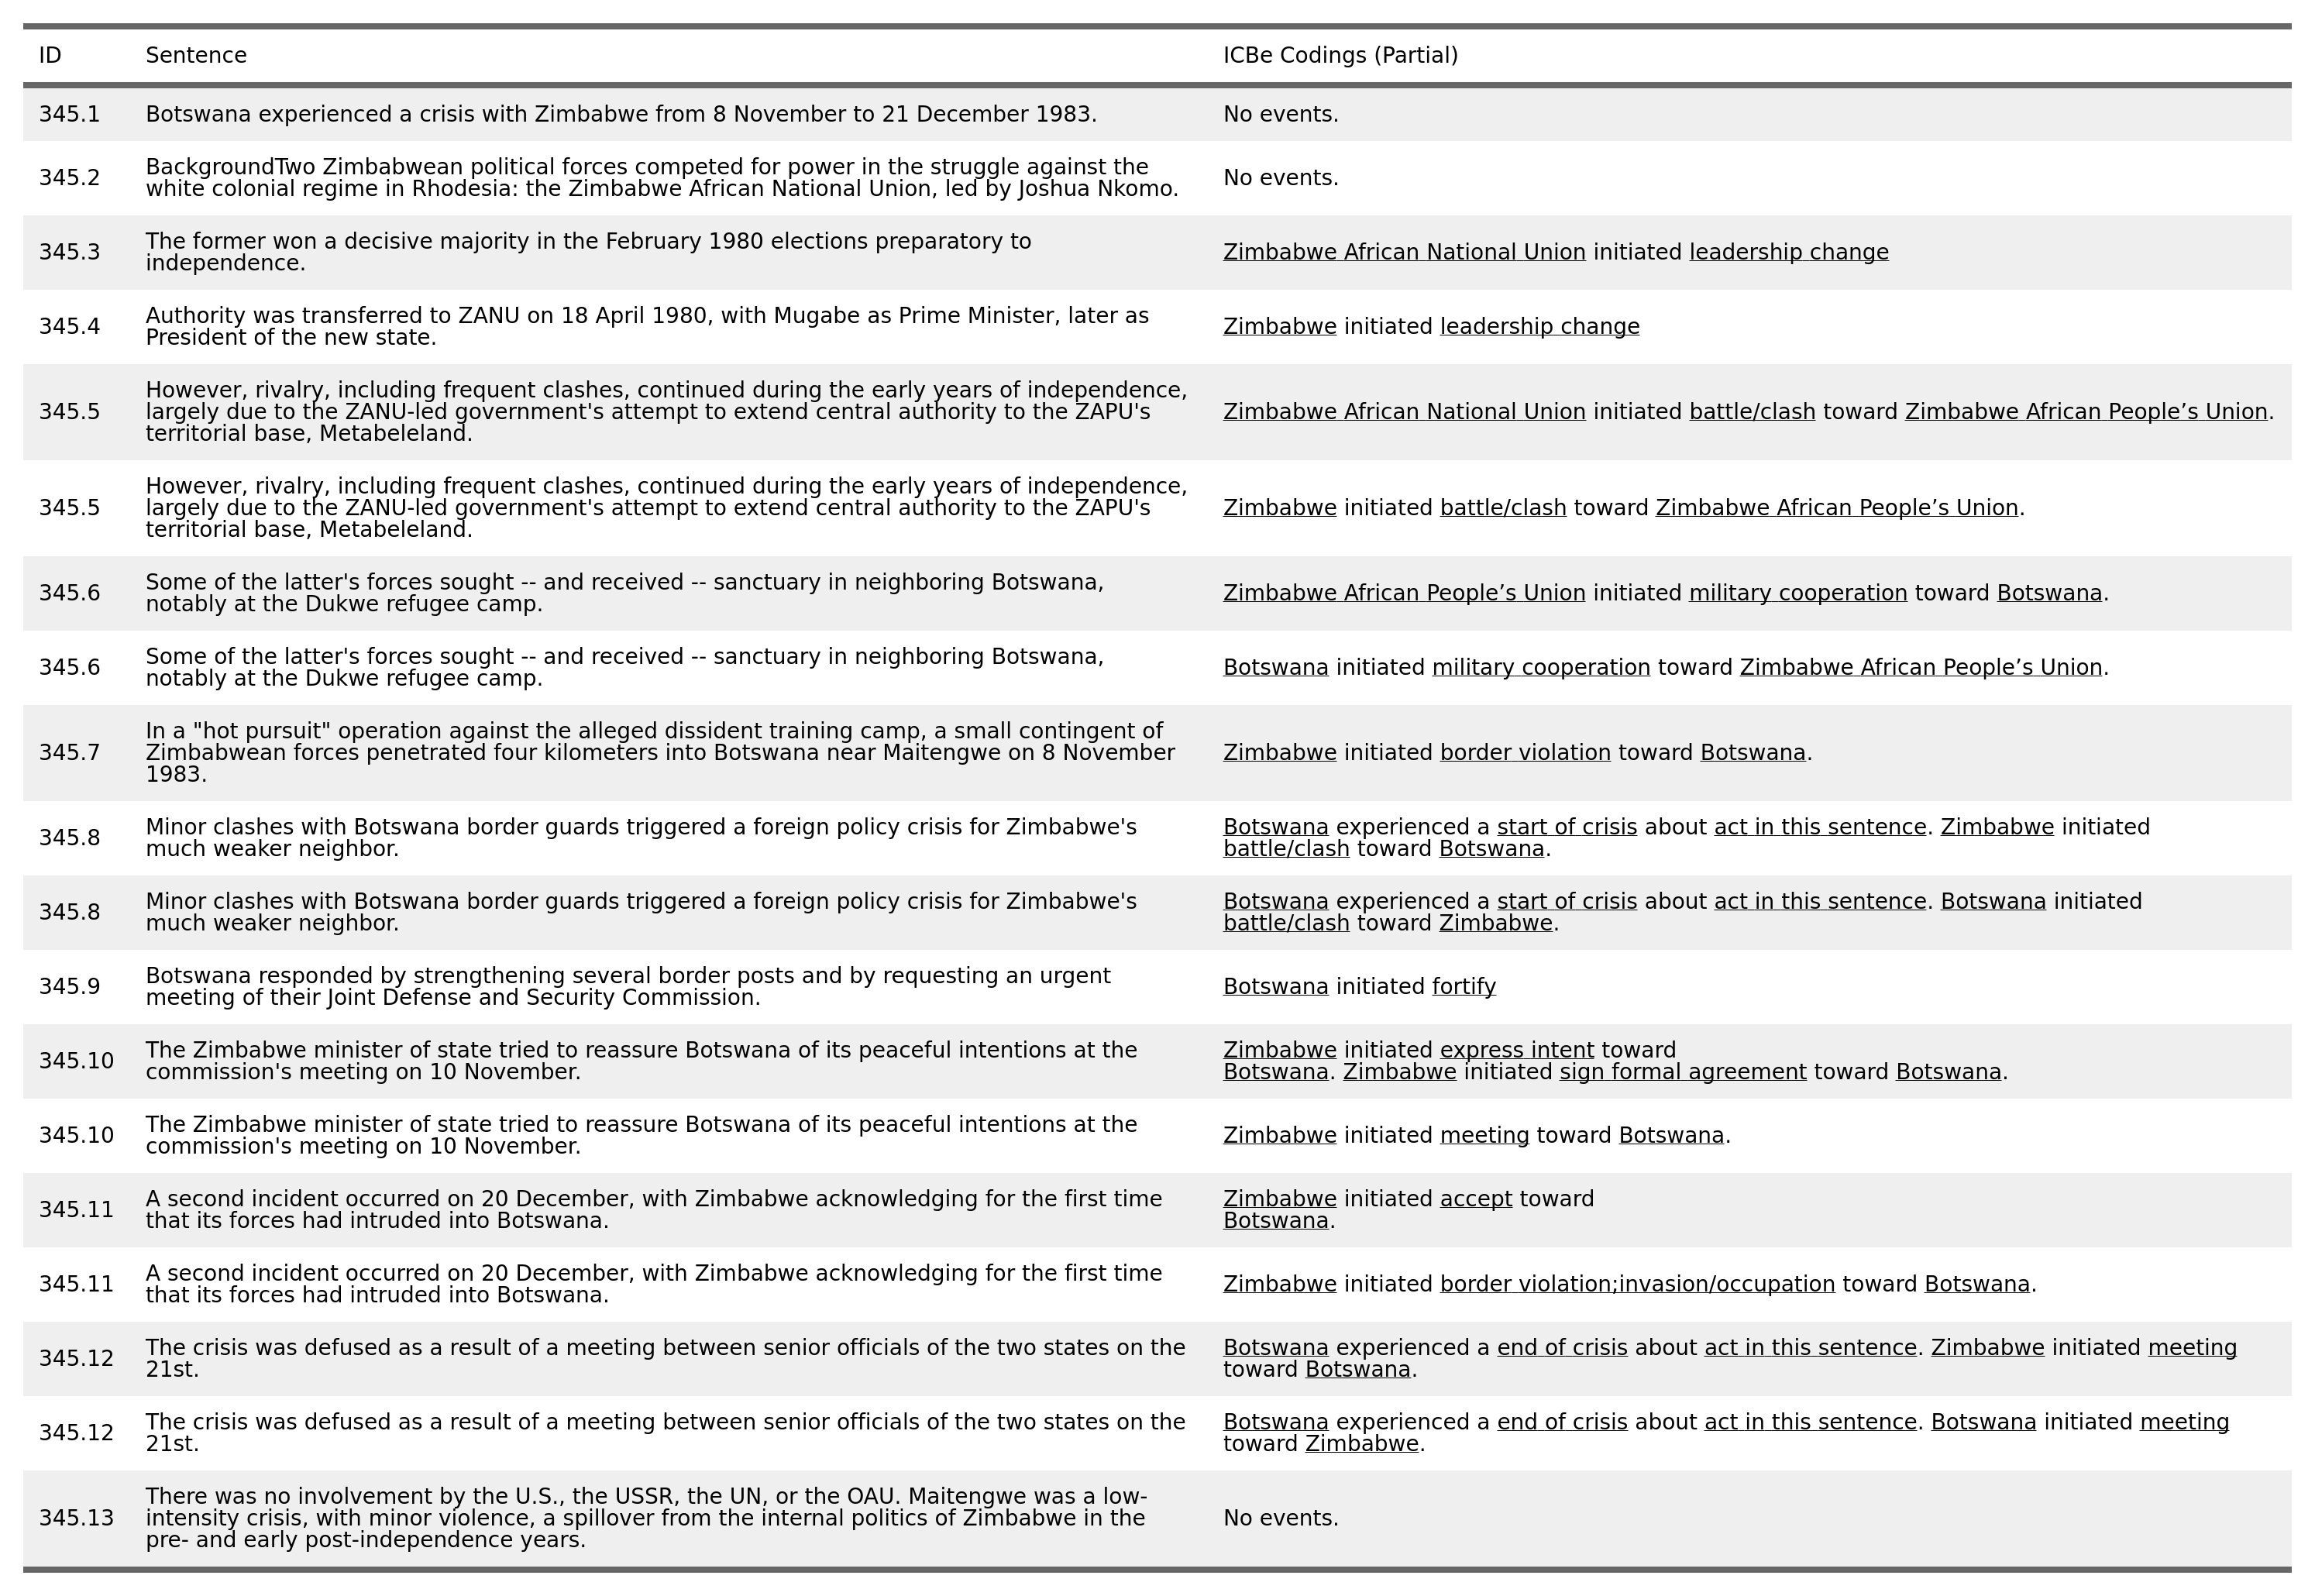 ID Sentence ICBe Codings (Partial)
345.1 Botswana experienced a crisis with Zimbabwe from 8 November to 21 December 1983. No events.
345.2 BackgroundTwo Zimbabwean political forces competed for power in the struggle against the
white colonial regime in Rhodesia: the Zimbabwe African National Union, led by Joshua Nkomo. No events.
345.3 The former won a decisive majority in the February 1980 elections preparatory to
independence. Zimbabwe African National Union initiated leadership change
345.4 Authority was transferred to ZANU on 18 April 1980, with Mugabe as Prime Minister, later as
President of the new state. Zimbabwe initiated leadership change
However, rivalry, including frequent clashes, continued during the early years of independence,
345.5 largely due to the ZANU-led government's attempt to extend central authority to the ZAPU's Zimbabwe African National Union initiated battle/clash toward Zimbabwe African People’s Union.
territorial base, Metabeleland.
However, rivalry, including frequent clashes, continued during the early years of independence,
345.5 largely due to the ZANU-led government's attempt to extend central authority to the ZAPU's Zimbabwe initiated battle/clash toward Zimbabwe African People’s Union.
territorial base, Metabeleland.
345.6 Some of the latter's forces sought -- and received -- sanctuary in neighboring Botswana,
notably at the Dukwe refugee camp. Zimbabwe African People’s Union initiated military cooperation toward Botswana.
345.6 Some of the latter's forces sought -- and received -- sanctuary in neighboring Botswana,
notably at the Dukwe refugee camp. Botswana initiated military cooperation toward Zimbabwe African People’s Union.
In a "hot pursuit" operation against the alleged dissident training camp, a small contingent of
345.7 Zimbabwean forces penetrated four kilometers into Botswana near Maitengwe on 8 November Zimbabwe initiated border violation toward Botswana.
1983.
345.8 Minor clashes with Botswana border guards triggered a foreign policy crisis for Zimbabwe's Botswana experienced a start of crisis about act in this sentence. Zimbabwe initiated
much weaker neighbor. battle/clash toward Botswana.
345.8 Minor clashes with Botswana border guards triggered a foreign policy crisis for Zimbabwe's Botswana experienced a start of crisis about act in this sentence. Botswana initiated
much weaker neighbor. battle/clash toward Zimbabwe.
345.9 Botswana responded by strengthening several border posts and by requesting an urgent
meeting of their Joint Defense and Security Commission. Botswana initiated fortify
345.10 The Zimbabwe minister of state tried to reassure Botswana of its peaceful intentions at the Zimbabwe initiated express intent toward
commission's meeting on 10 November. Botswana. Zimbabwe initiated sign formal agreement toward Botswana.
345.10 The Zimbabwe minister of state tried to reassure Botswana of its peaceful intentions at the
commission's meeting on 10 November. Zimbabwe initiated meeting toward Botswana.
345.11 A second incident occurred on 20 December, with Zimbabwe acknowledging for the first time Zimbabwe initiated accept toward
that its forces had intruded into Botswana. Botswana.
345.11 A second incident occurred on 20 December, with Zimbabwe acknowledging for the first time
that its forces had intruded into Botswana. Zimbabwe initiated border violation;invasion/occupation toward Botswana.
345.12 The crisis was defused as a result of a meeting between senior officials of the two states on the Botswana experienced a end of crisis about act in this sentence. Zimbabwe initiated meeting
21st. toward Botswana.
345.12 The crisis was defused as a result of a meeting between senior officials of the two states on the Botswana experienced a end of crisis about act in this sentence. Botswana initiated meeting
21st. toward Zimbabwe.
There was no involvement by the U.S., the USSR, the UN, or the OAU. Maitengwe was a low-
345.13 intensity crisis, with minor violence, a spillover from the internal politics of Zimbabwe in the No events.
pre- and early post-independence years.